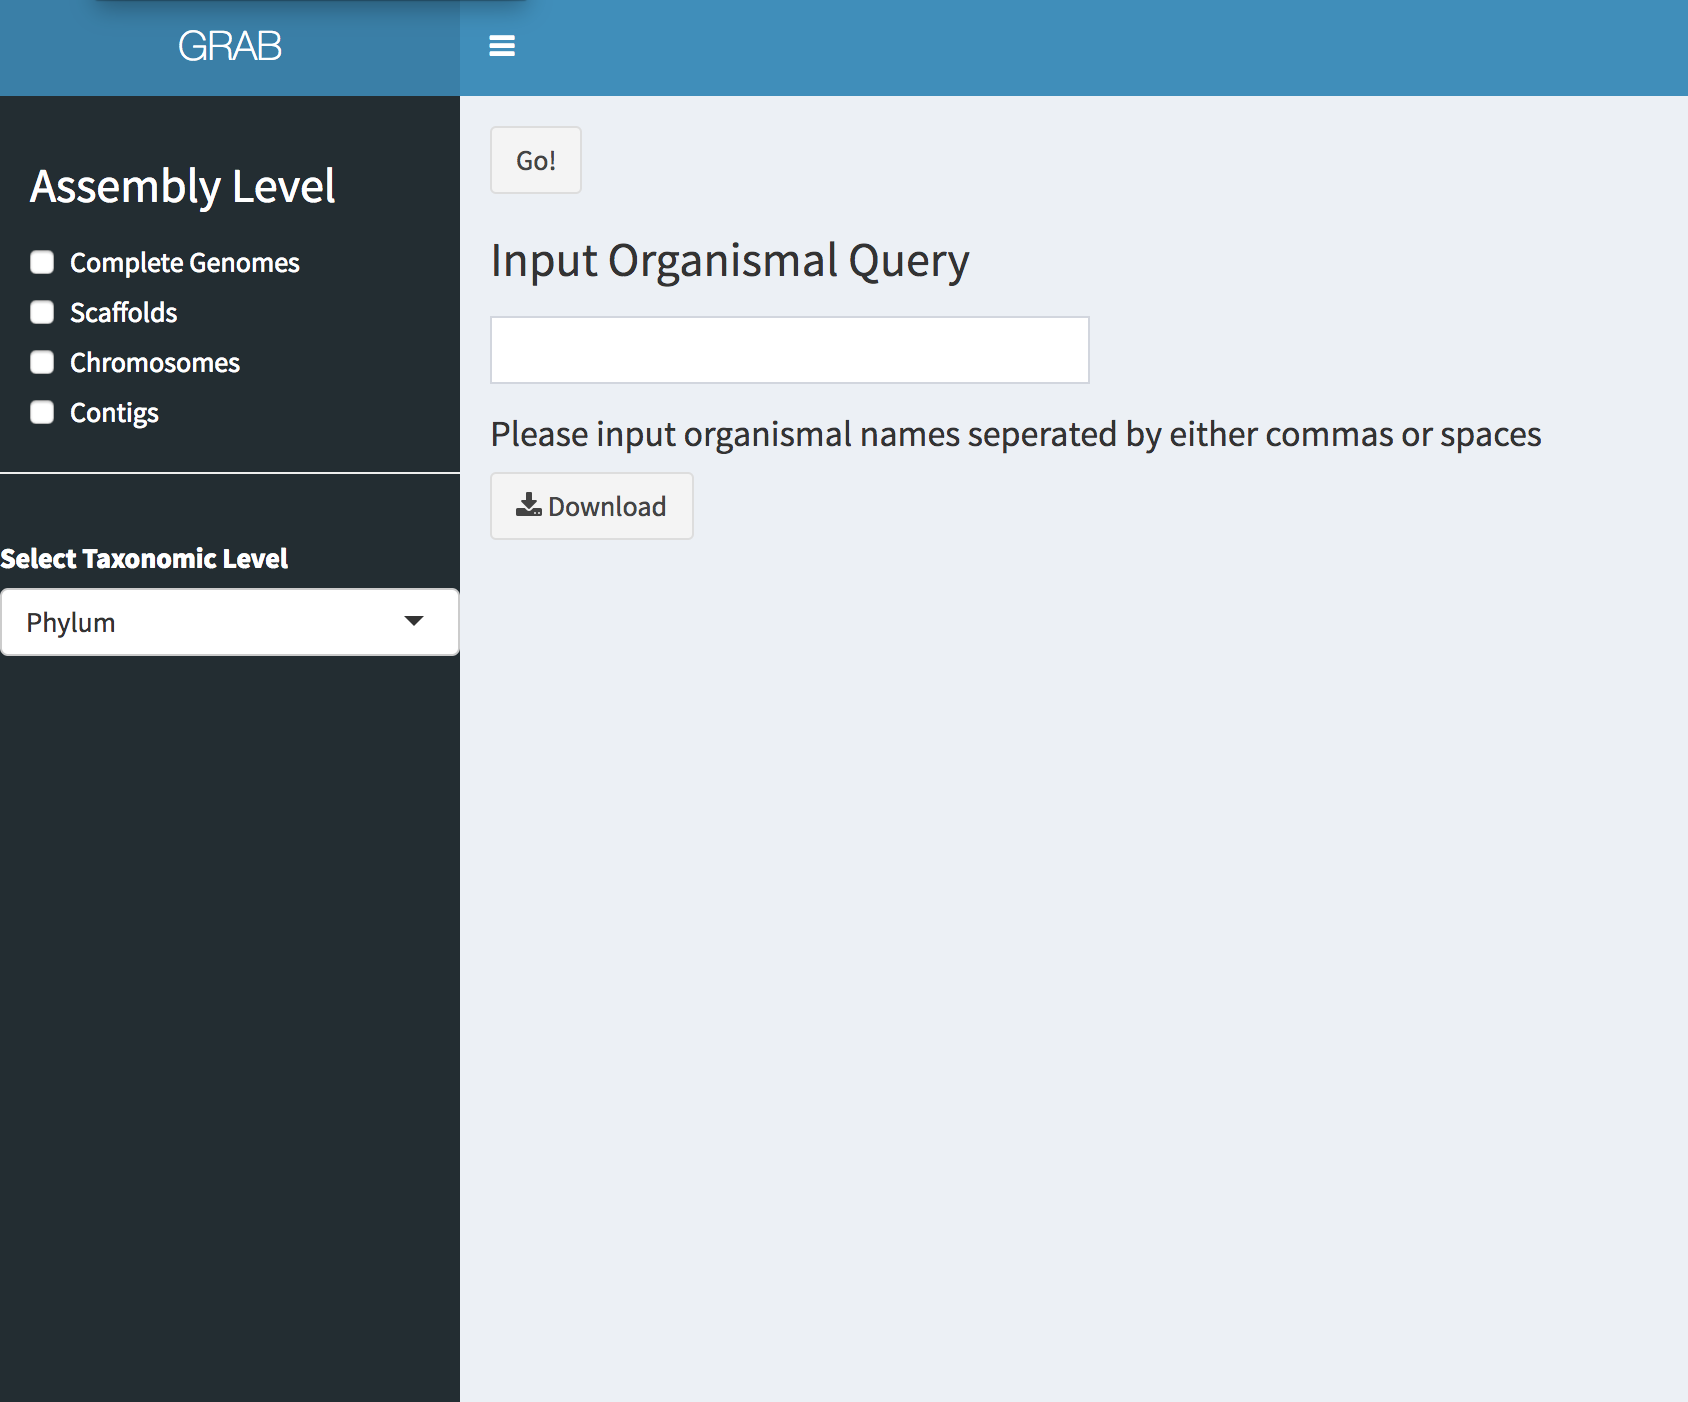 GRAB
Assembly Level
Complete Genomes
Scaffolds
Chromosomes
Contigs
Select Taxonomic Level
Phylum
Go!
Input Organismal Query
Please input organismal names seperated by either commas or spaces
Download